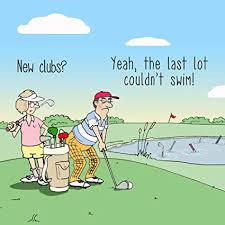 New clubs?
Yeah, the last lot
couldn't swim!